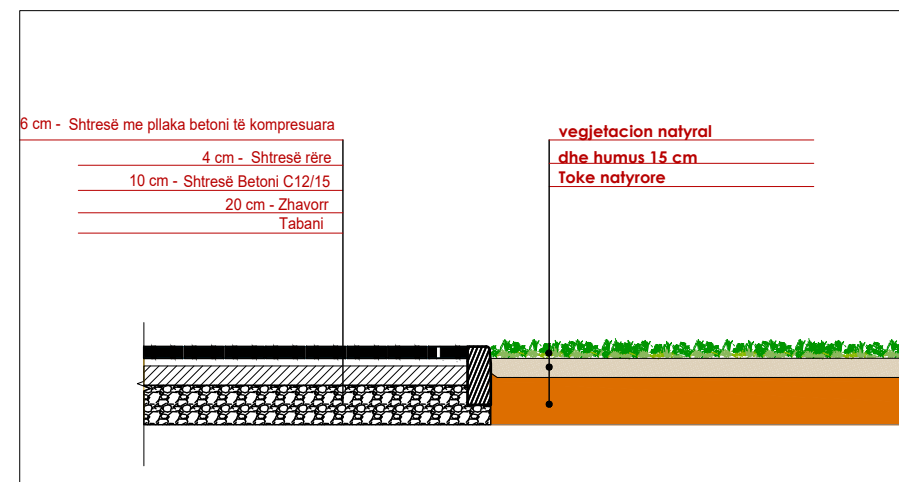 6 cm - Shtresë me pllaka betoni të kompresuara
4 cm - Shtresë rëre
10 cm - Shtresë Betoni C12/15
20 cm - Zhavorr
Tabani
vegjetacion natyral
dhe humus 15 cm
Toke natyrore